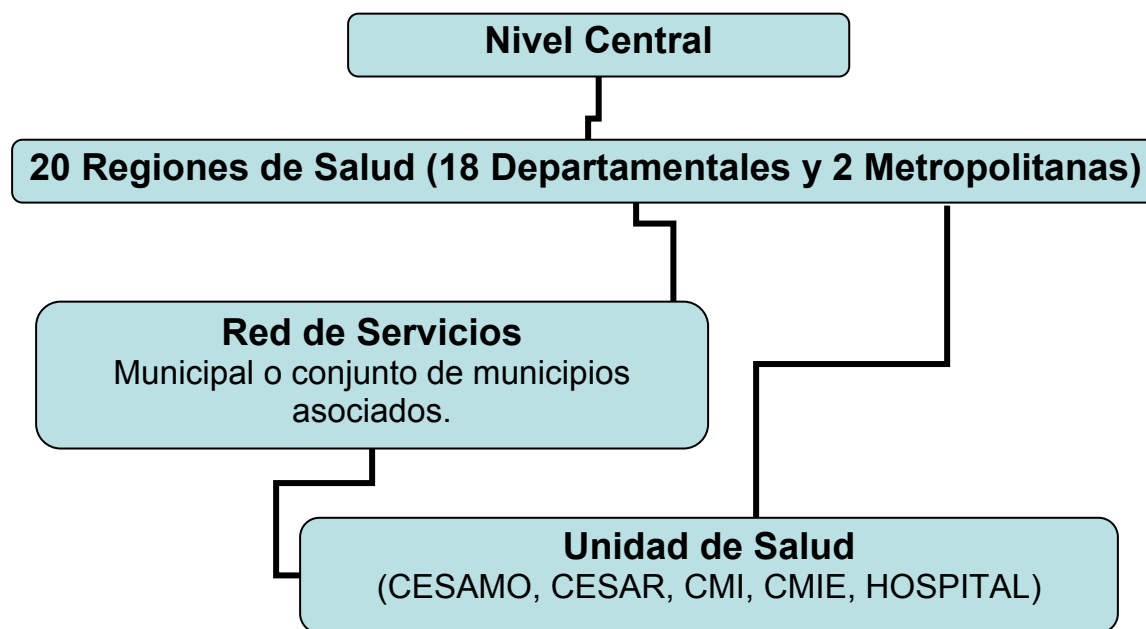 Nivel Central
20 Regiones de Salud (18 Departamentales y 2 Metropolitanas)
Red de Servicios
Municipal o conjunto de municipios
asociados.
Unidad de Salud
(CESAMO, CESAR, CMI, CMIE, HOSPITAL)